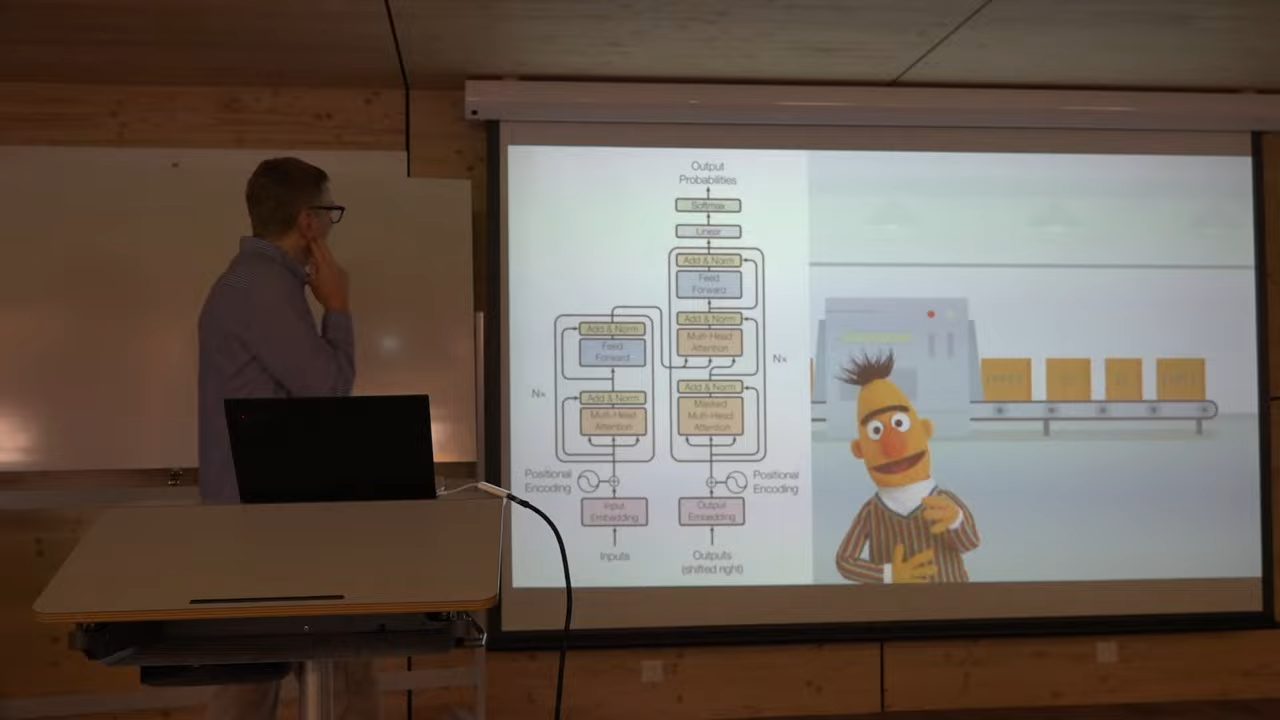 Output
Probabilities
Softmax
Linear
Add & Norm
Feed
Forward
Add & Norm
Multi-Head
Attention
Nx
Add & Norm
Masked
Multi-Head
Attention
Add & Norm
Feed
Forward
Nx
Add & Norm
Multi-Head
Attention
Positional
Encoding
Positional
Encoding
Input
Embedding
Output
Embedding
Inputs
Outputs
(shifted right)